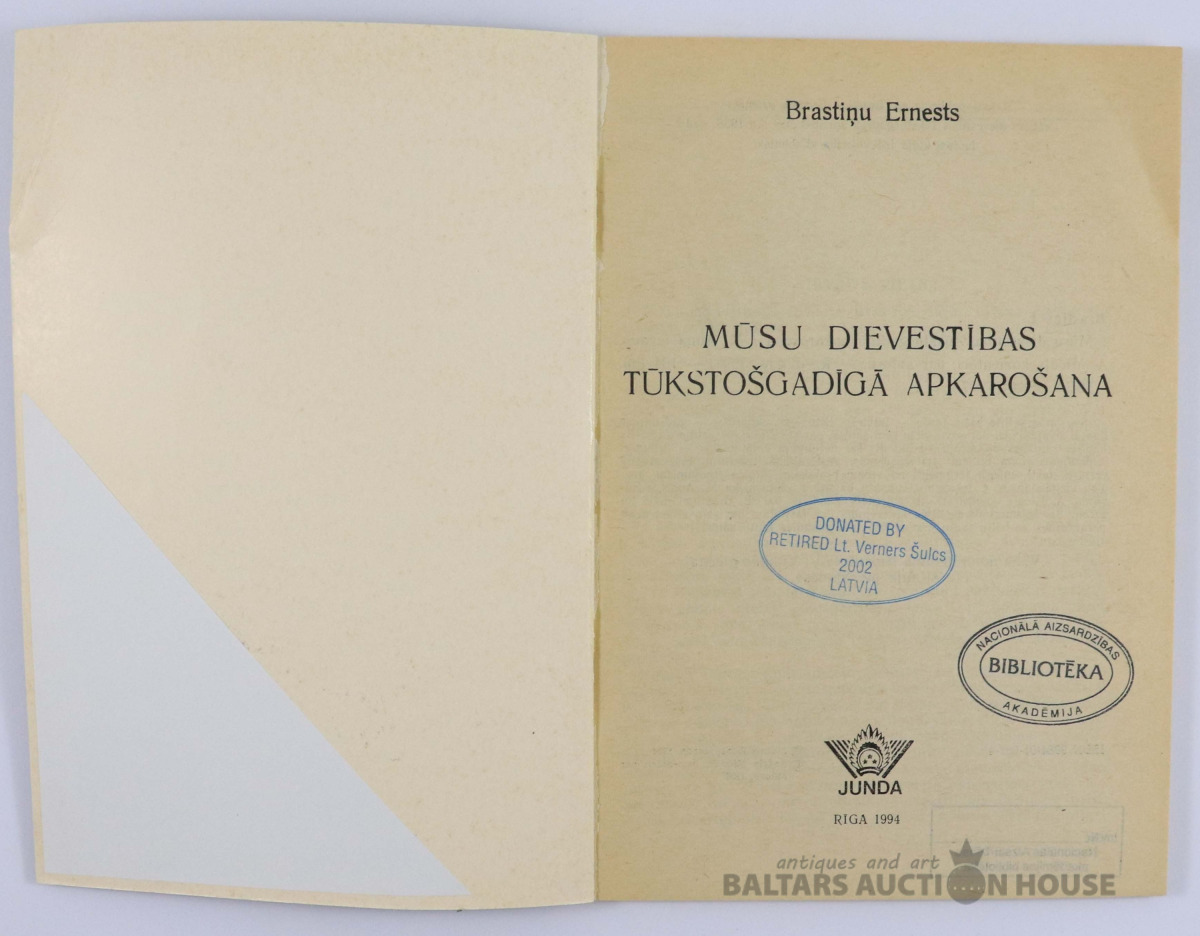 Brastiņu Ernests
MŪSU DIEVESTĪBAS
TŪKSTOŠGADĪGĀ APKAROŠANA
DONATED BY
RETIRED Lt. Verners Šulcs
2002
LATVIA
NACIONĀLĀ AIZSARDZĪBAS
BIBLIOTĒKA
AKADĒMIJA
JUNDA
RĪGA 1994
antiques and art
BALTARS AUCTION HOUSE